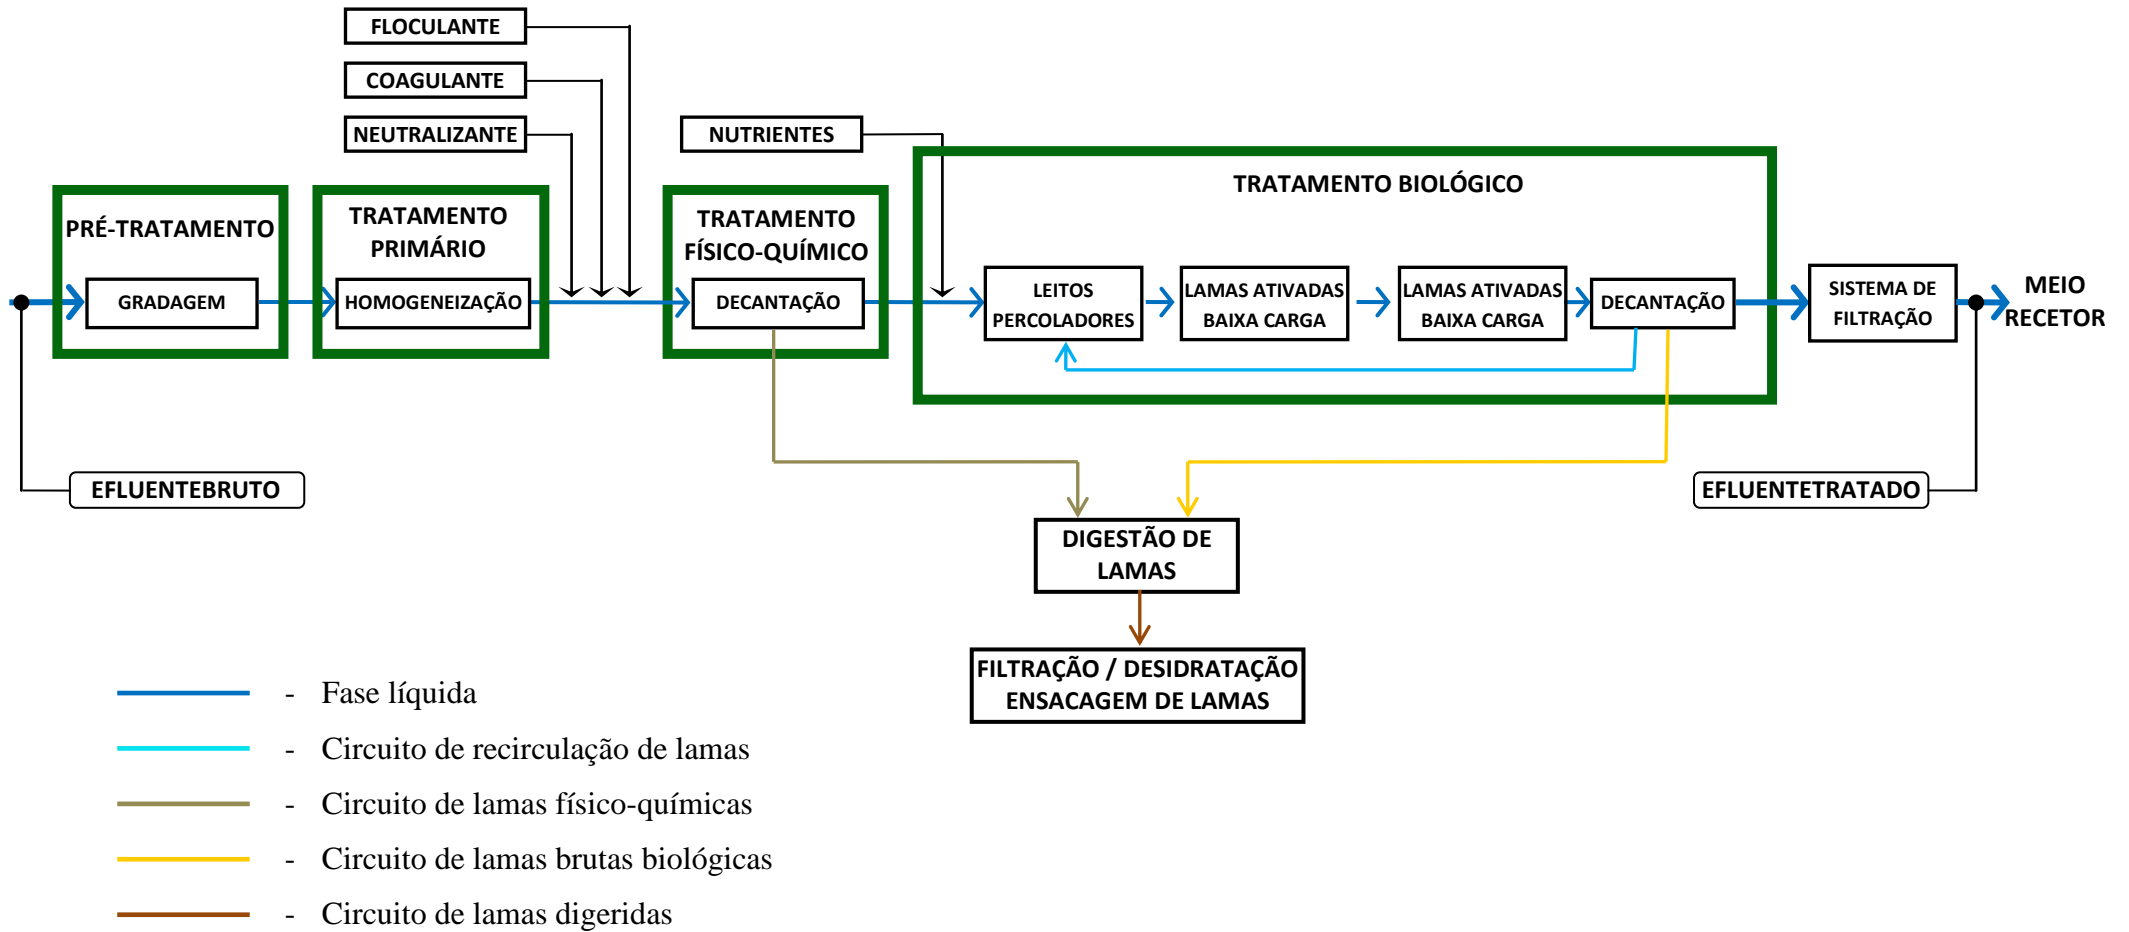 FLOCULANTE
COAGULANTE
NEUTRALIZANTE
NUTRIENTES
TRATAMENTO BIOLÓGICO
PRÉ-TRATAMENTO
TRATAMENTO
PRIMÁRIO
TRATAMENTO
FÍSICO-QUÍMICO
GRADAGEM
HOMOGENEIZAÇÃO
DECANTAÇÃO
LEITOS
PERCOLADORES
LAMAS ATIVADAS
BAIXA CARGA
LAMAS ATIVADAS
BAIXA CARGA
DECANTAÇÃO
SISTEMA DE
FILTRAÇÃO
MEIO
RECETOR
EFLUENTEBRUTO
EFLUENTETRATADO
DIGESTÃO DE
LAMAS
FILTRAÇÃO / DESIDRATAÇÃO
ENSACAGEM DE LAMAS
- Fase líquida
- Circuito de recirculação de lamas
- Circuito de lamas físico-químicas
- Circuito de lamas brutas biológicas
- Circuito de lamas digeridas